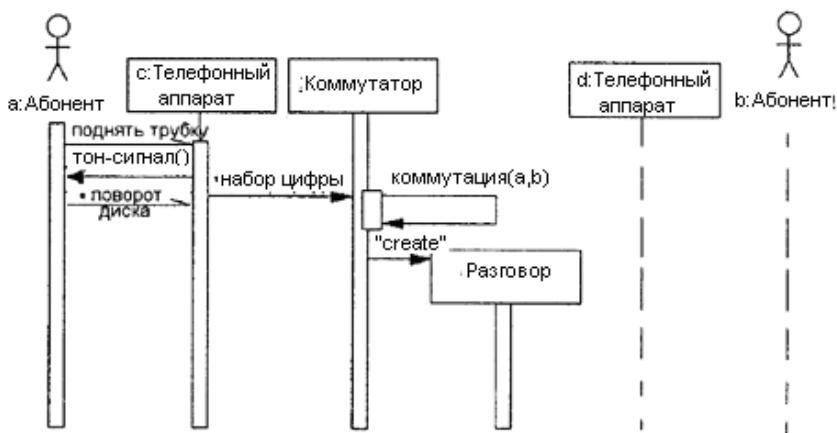 a:Абонент
c:Телефонный
аппарат
:Коммутатор
d:Телефонный
аппарат
b:Абонент
поднять трубку
тон-сигнал()
• поворот
диска
•набор цифры
коммутация(a,b)
"create"
:Разговор